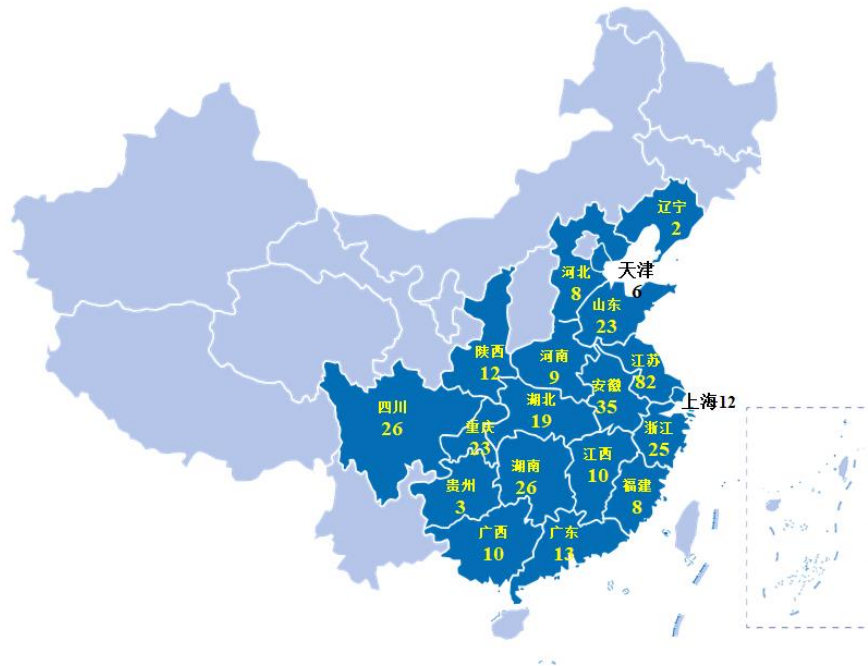 辽宁
2
天津
6
河北
8
山东
23
陕西
12
河南
9
江苏
82
安徽
35
上海12
湖北
19
四川
26
重庆
23
浙江
25
江西
10
湖南
26
贵州
3
福建
8
广西
10
广东
13